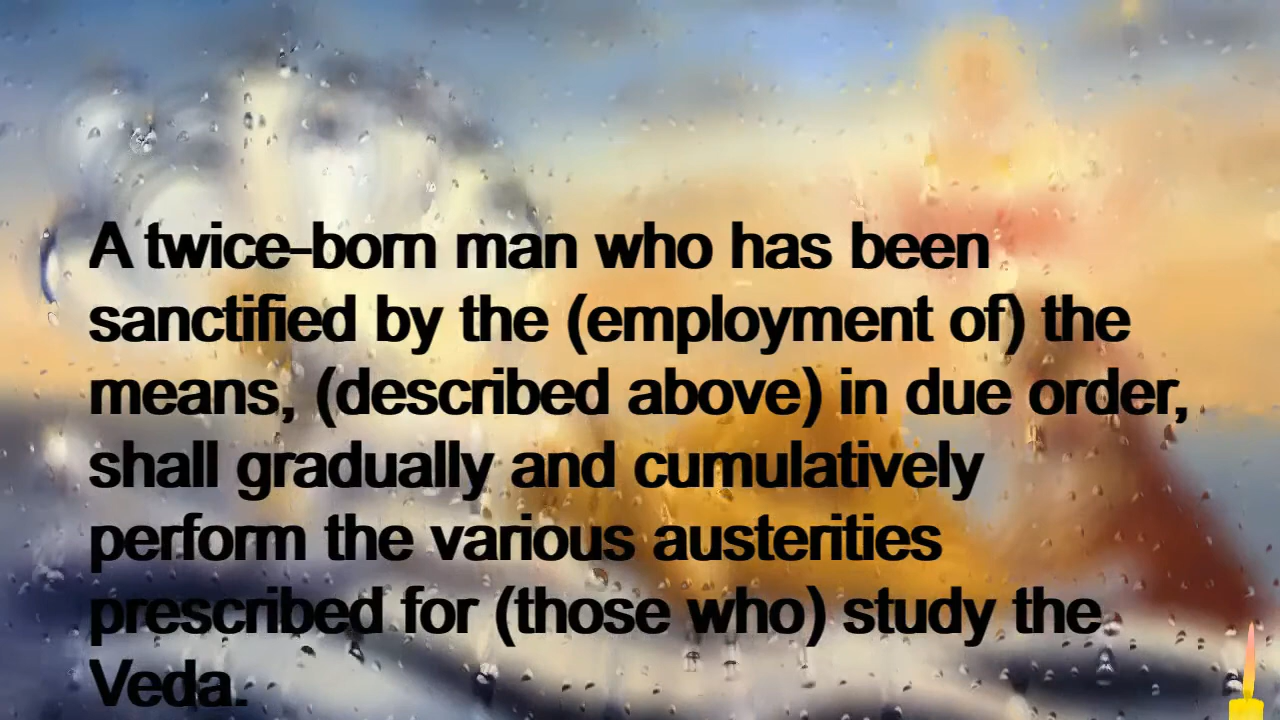 A twice-born man who has been
sanctified by the (employment of) the
means, (described above) in due order,
shall gradually and cumulatively
perform the various austerities
prescribed for (those who) study the
Veda.